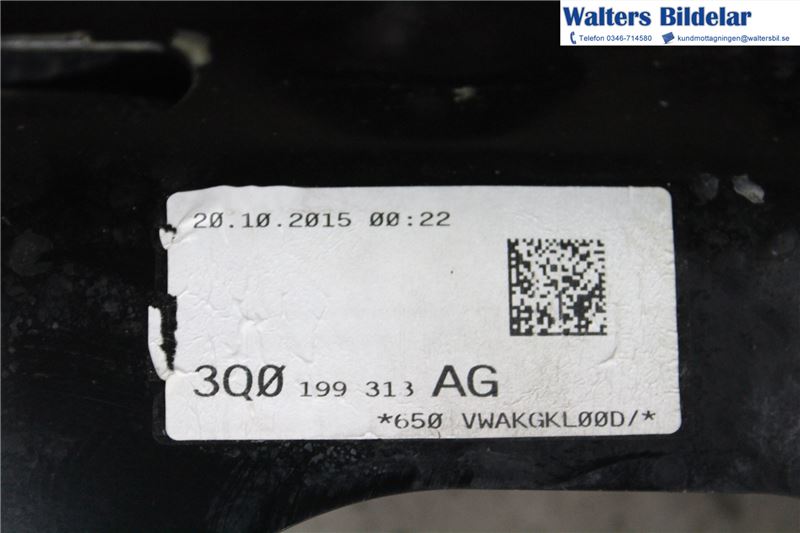 Walters Bildelar
Telefon 0346-714580 kundmottagningen@waltersbil.se
20.10.2015 00:22
3Q0 199 313 AG
*650 VWAKGKL00D/*